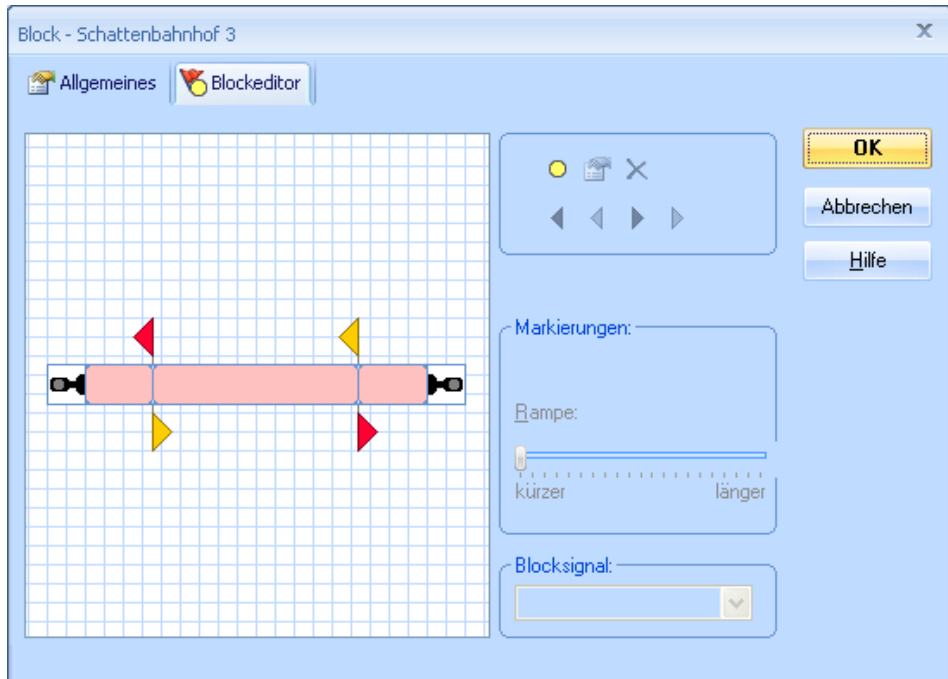 Block - Schattenbahnhof 3
Allgemeines
Blockeditor
OK
Abbrechen
Hilfe
Markierungen:
Rampe:
kürzer
länger
Blocksignal: